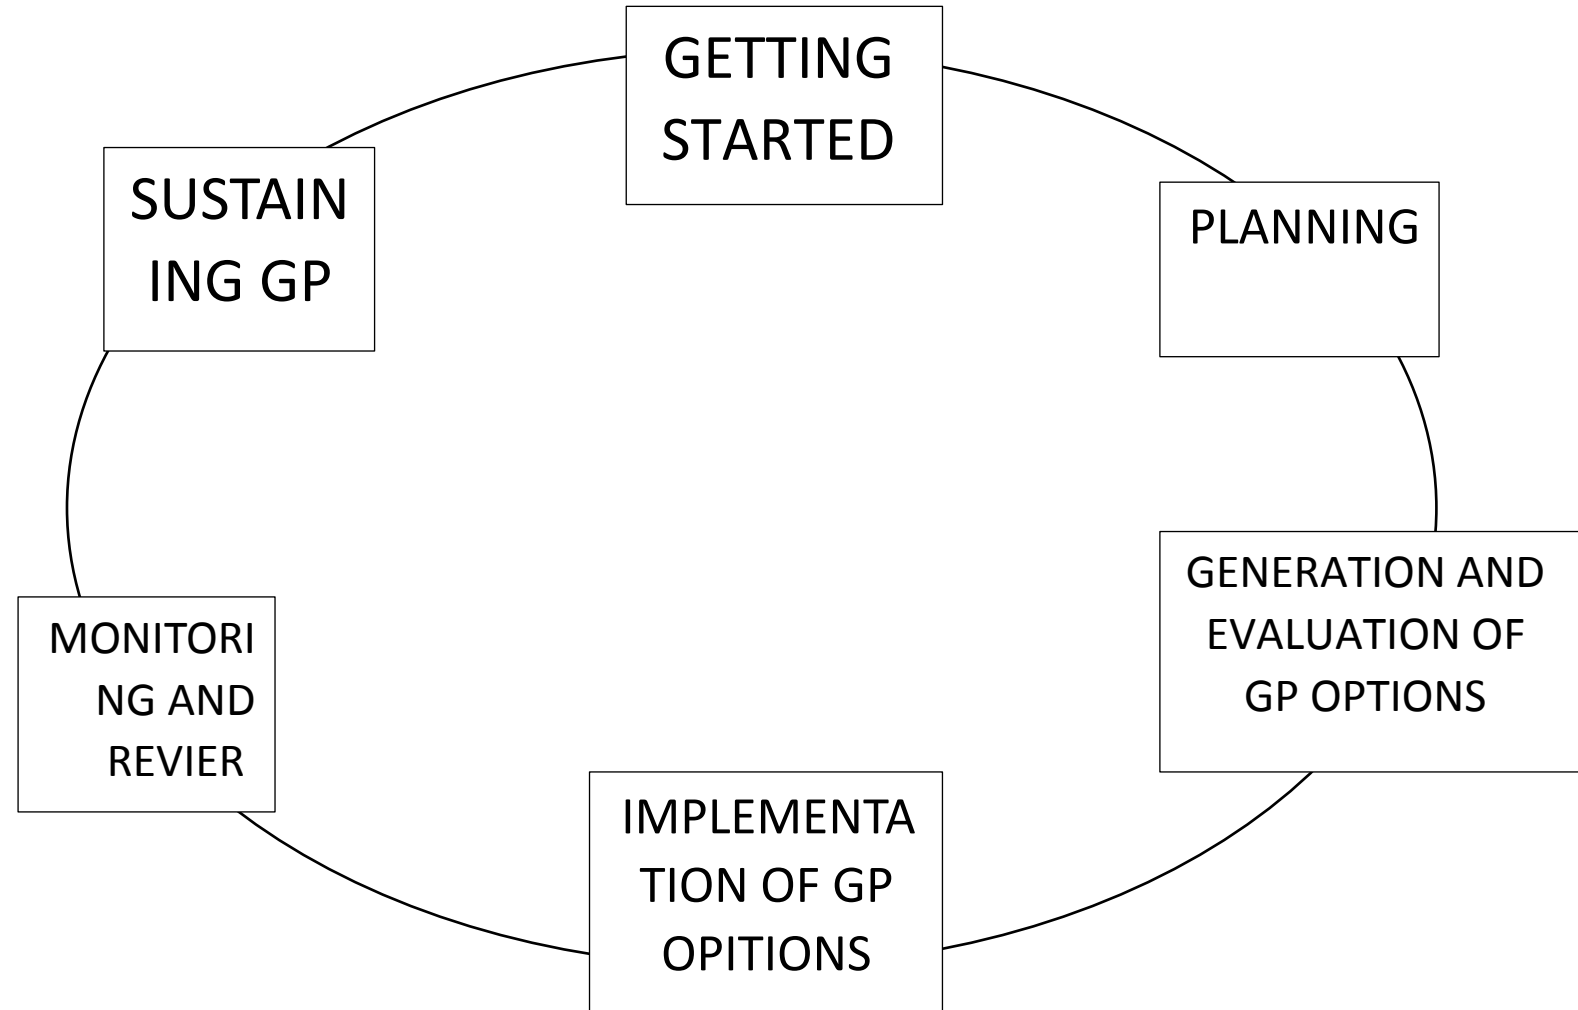 GETTING
STARTED
PLANNING
GENERATION AND
EVALUATION OF
GP OPTIONS
IMPLEMENTA
TION OF GP
OPITIONS
MONITORI
NG AND
REVIER
SUSTAIN
ING GP